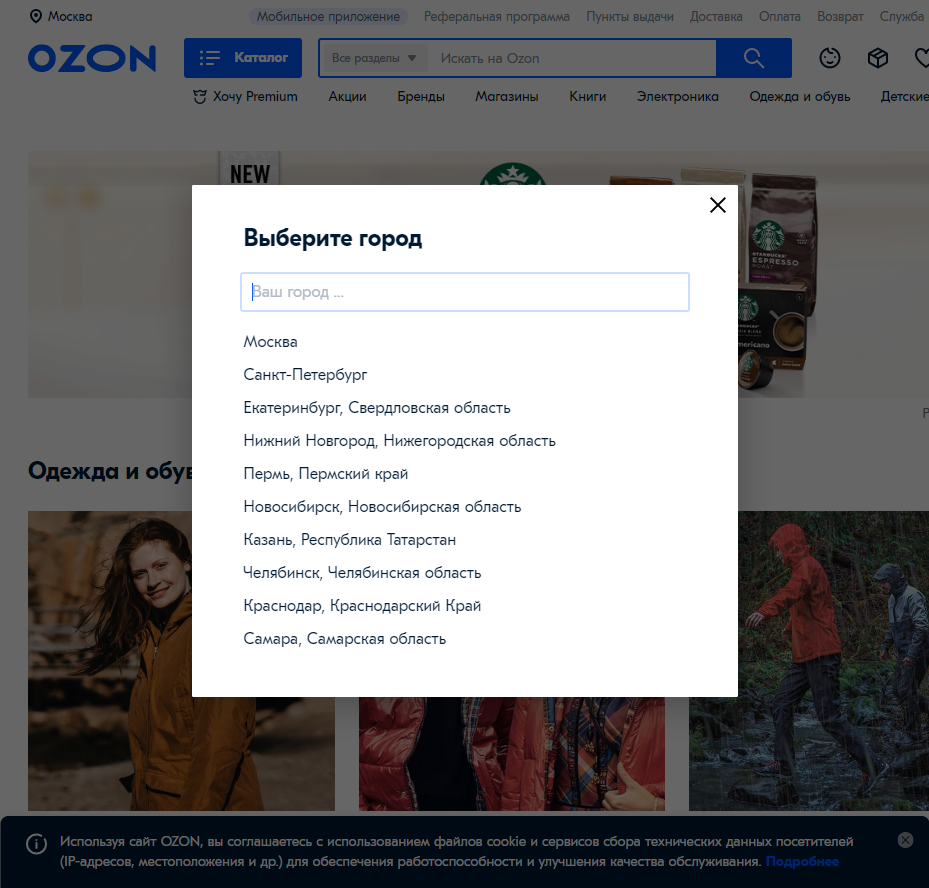 Москва
Мобильное приложение
Реферальная программа
Пункты выдачи
Доставка
Оплата
Возврат
Служба
OZON
Каталог
Все разделы
Искать на Ozon
Хочу Premium
Акции
Бренды
Магазины
Книги
Электроника
Одежда и обувь
Детские
NEW
STARBUCKS
ESPRESSO
ROAST
Americano
Выберите город
Ваш город ...
Москва
Санкт-Петербург
Екатеринбург, Свердловская область
Нижний Новгород, Нижегородская область
Пермь, Пермский край
Новосибирск, Новосибирская область
Казань, Республика Татарстан
Челябинск, Челябинская область
Краснодар, Краснодарский Край
Самара, Самарская область
Одежда и обув
Используя сайт OZON, вы соглашаетесь с использованием файлов cookie и сервисов сбора технических данных посетителей
(IP-адресов, местоположения и др.) для обеспечения работоспособности и улучшения качества обслуживания. Подробнее